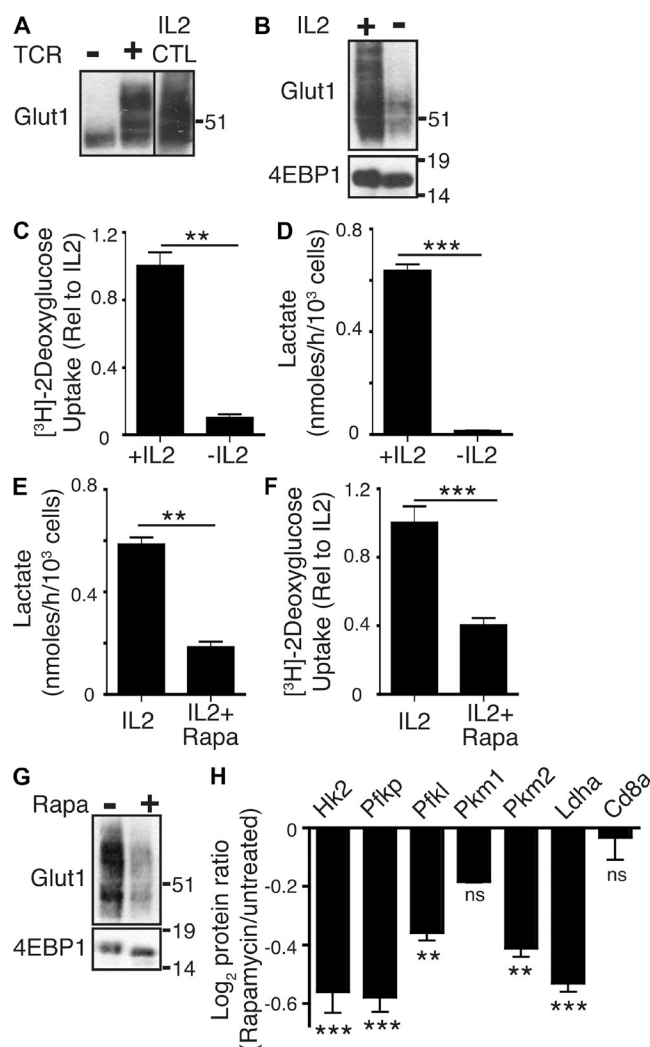 A
IL2
TCR - + CTL
Glut1
51
B
IL2 + -
Glut1
51
19
4EBP1
14
C
[³H]-2Deoxyglucose
Uptake (Rel to IL2)
1.2
0.8
0.4
0
**
+IL2 -IL2
D
Lactate
(nmoles/h/10³ cells)
0.8
0.4
0
***
+IL2 -IL2
E
Lactate
(nmoles/h/10³ cells)
0.8
0.4
0
**
IL2 IL2+
Rapa
F
[³H]-2Deoxyglucose
Uptake (Rel to IL2)
1.2
0.8
0.4
0
***
IL2 IL2+
Rapa
G
Rapa - +
Glut1
51
19
4EBP1
14
H
Hk2 Pfkp Pfkl Pkm1 Pkm2 Ldha Cd8a
Log₂ protein ratio
(Rapamycin/untreated)
0
-0.2
-0.4
-0.6
*** *** ** ns ** *** ns